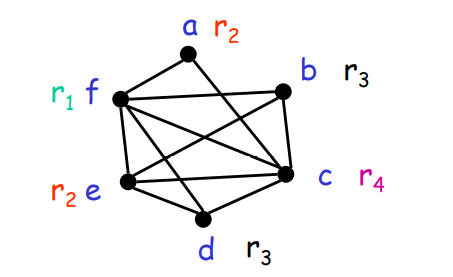 a r₂
b r₃
r₁ f
c r₄
r₂ e
d r₃